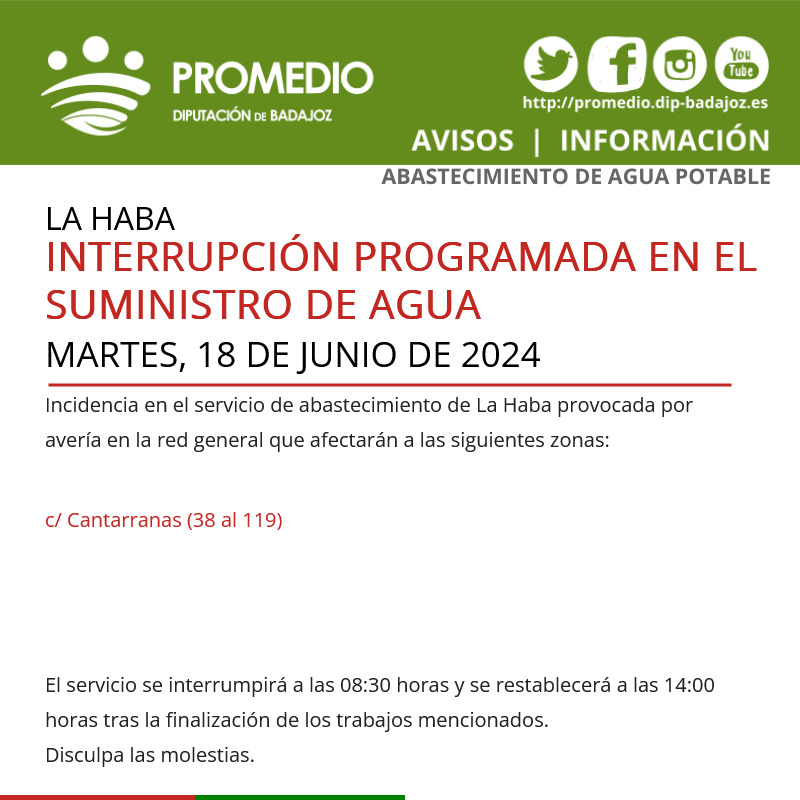 PROMEDIO
DIPUTACIÓN DE BADAJOZ
You
Tube
http://promedio.dip-badajoz.es
AVISOS | INFORMACIÓN
ABASTECIMIENTO DE AGUA POTABLE
LA HABA
INTERRUPCIÓN PROGRAMADA EN EL
SUMINISTRO DE AGUA
MARTES, 18 DE JUNIO DE 2024
Incidencia en el servicio de abastecimiento de La Haba provocada por
avería en la red general que afectarán a las siguientes zonas:
c/ Cantarranas (38 al 119)
El servicio se interrumpirá a las 08:30 horas y se restablecerá a las 14:00
horas tras la finalización de los trabajos mencionados.
Disculpa las molestias.